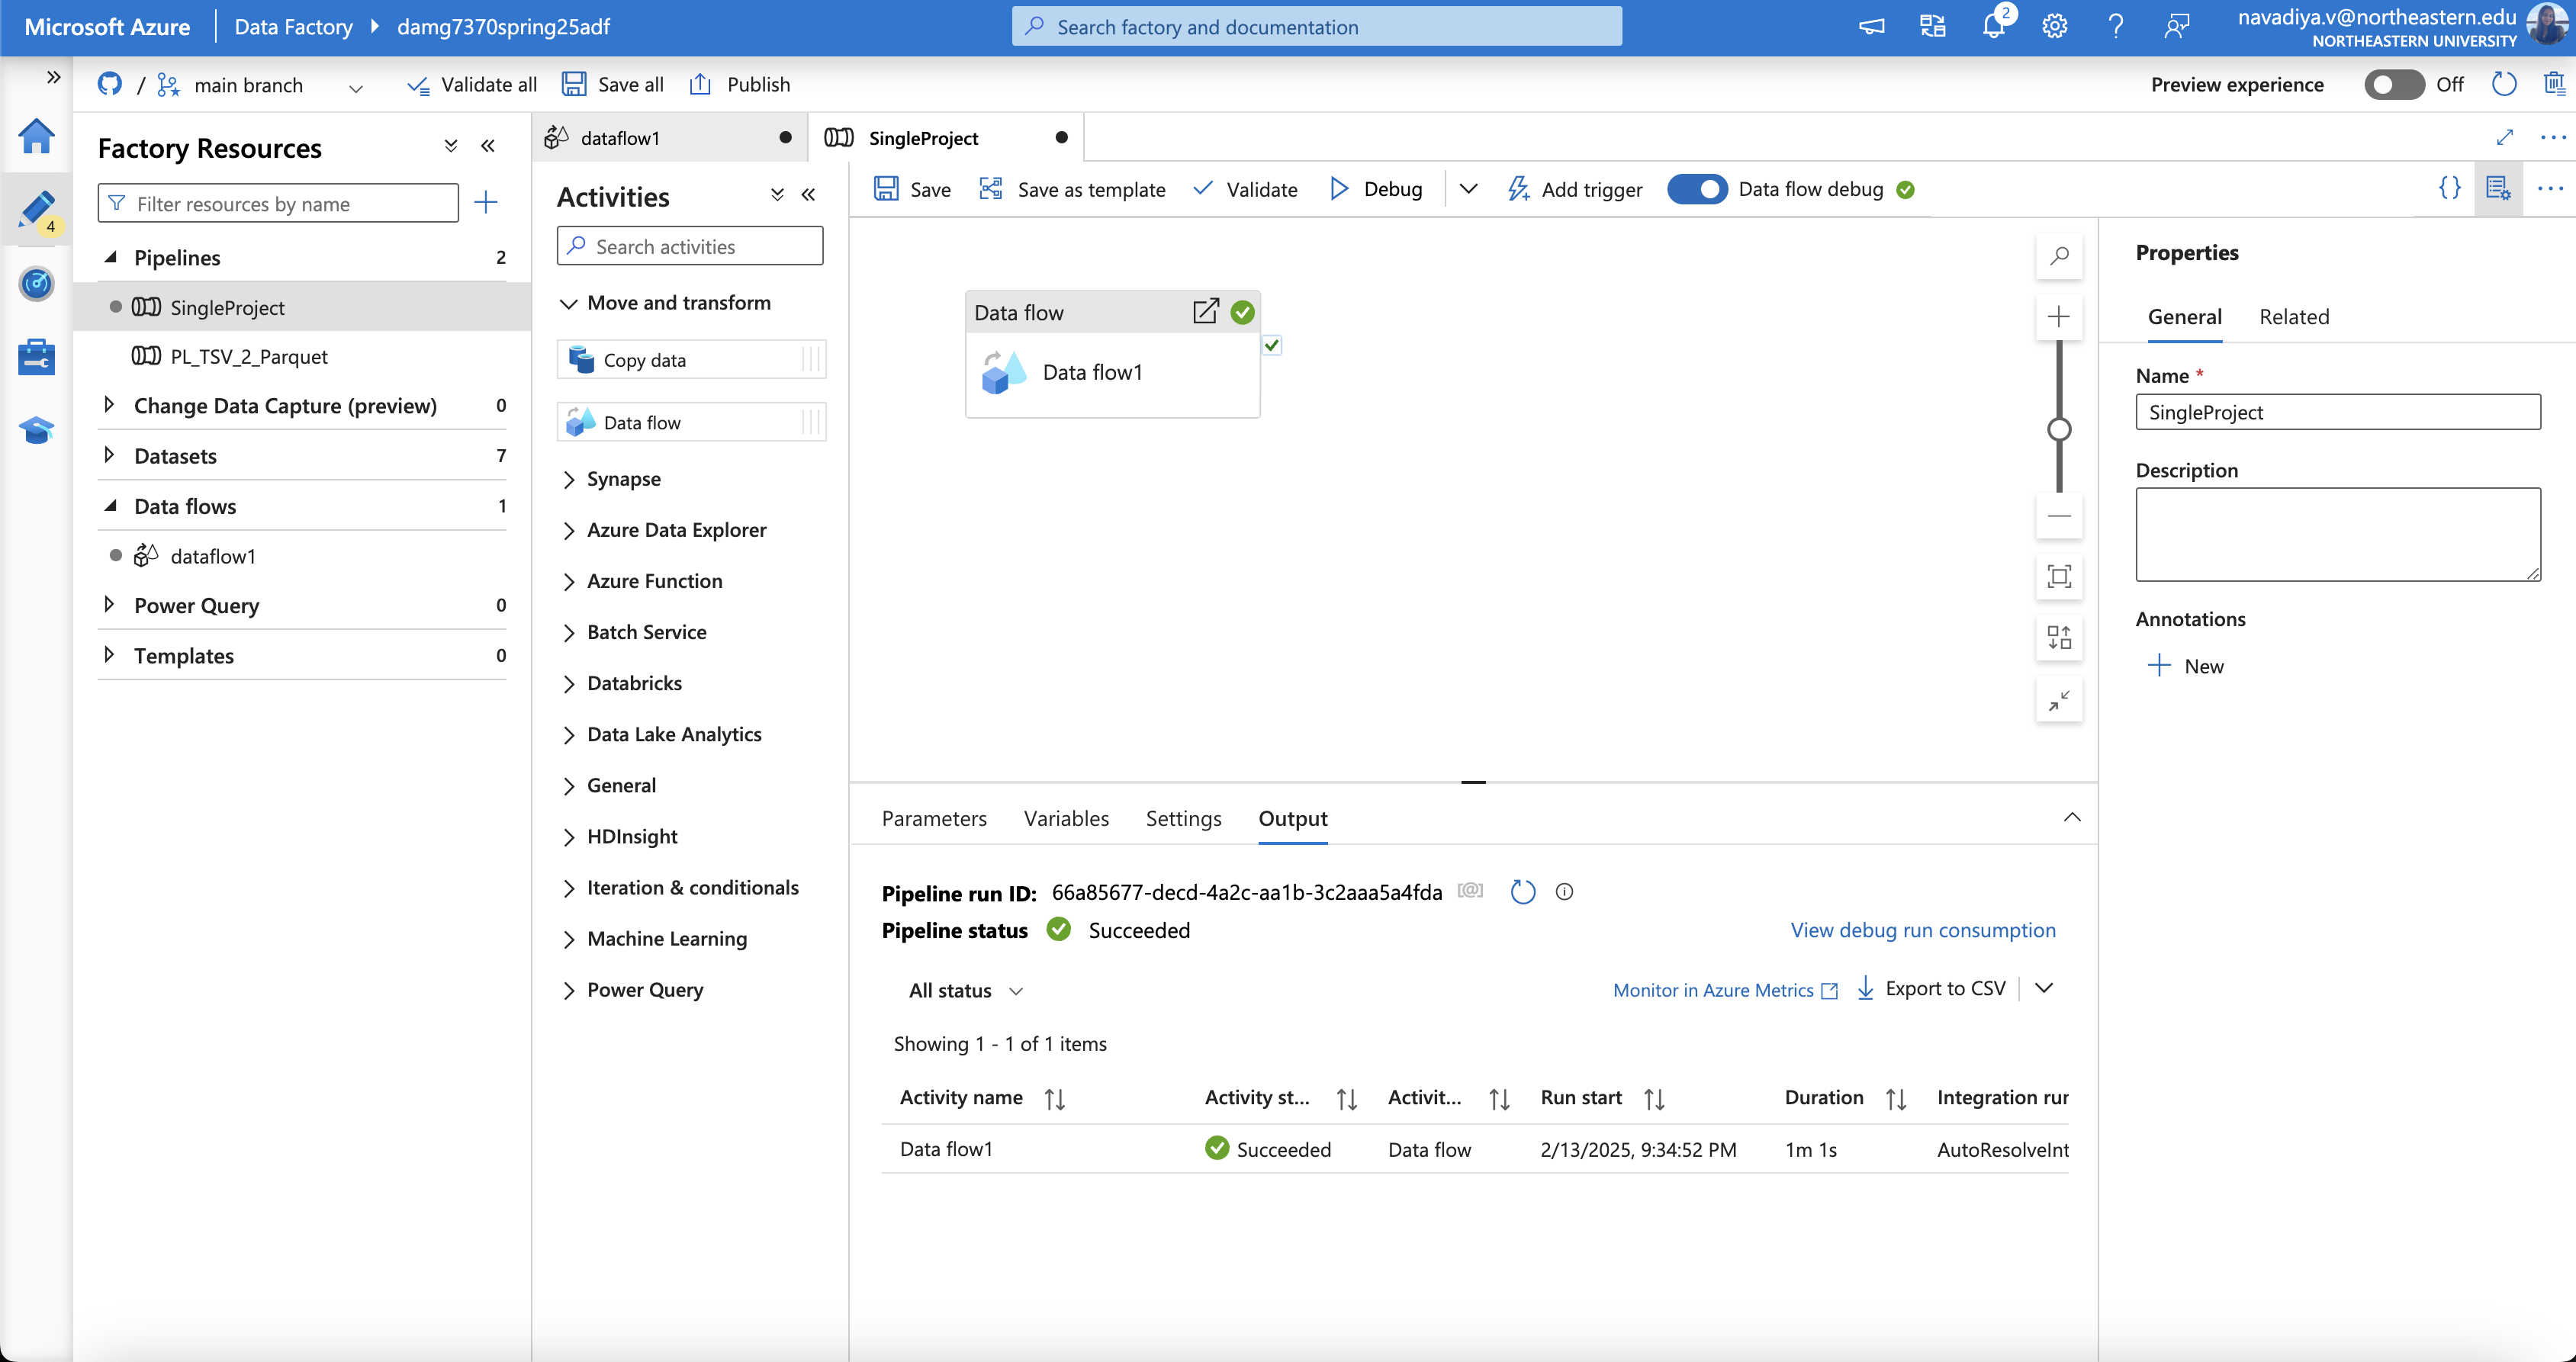 Microsoft Azure
Data Factory
damg7370spring25adf
Search factory and documentation
2
navadiya.v@northeastern.edu
NORTHEASTERN UNIVERSITY
/ main branch
Validate all
Save all
Publish
Preview experience
Off
4
Factory Resources
Filter resources by name
Pipelines 2
SingleProject
PL_TSV_2_Parquet
Change Data Capture (preview) 0
Datasets 7
Data flows 1
dataflow1
Power Query 0
Templates 0
dataflow1
SingleProject
Activities
Search activities
Move and transform
Copy data
Data flow
Synapse
Azure Data Explorer
Azure Function
Batch Service
Databricks
Data Lake Analytics
General
HDInsight
Iteration & conditionals
Machine Learning
Power Query
Save
Save as template
Validate
Debug
Add trigger
Data flow debug
Data flow
Data flow1
Parameters
Variables
Settings
Output
Pipeline run ID: 66a85677-decd-4a2c-aa1b-3c2aaa5a4fda
Pipeline status Succeeded
View debug run consumption
All status
Monitor in Azure Metrics
Export to CSV
Showing 1 - 1 of 1 items
Activity name Activity st... Activit... Run start Duration Integration rur
Data flow1 Succeeded Data flow 2/13/2025, 9:34:52 PM 1m 1s AutoResolveInt
Properties
General
Related
Name *
SingleProject
Description
Annotations
New